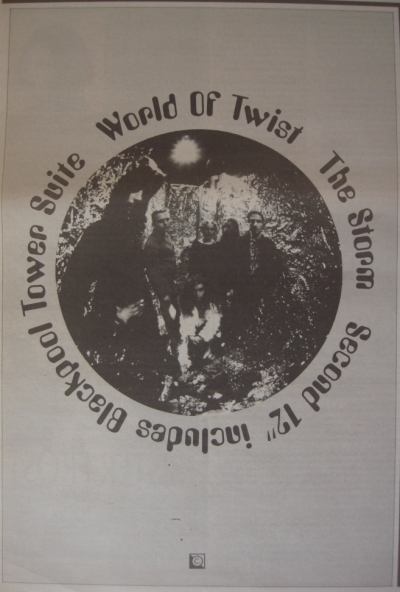 World Of Twist
The Storm
Second 12" includes Blackpool Tower Suite